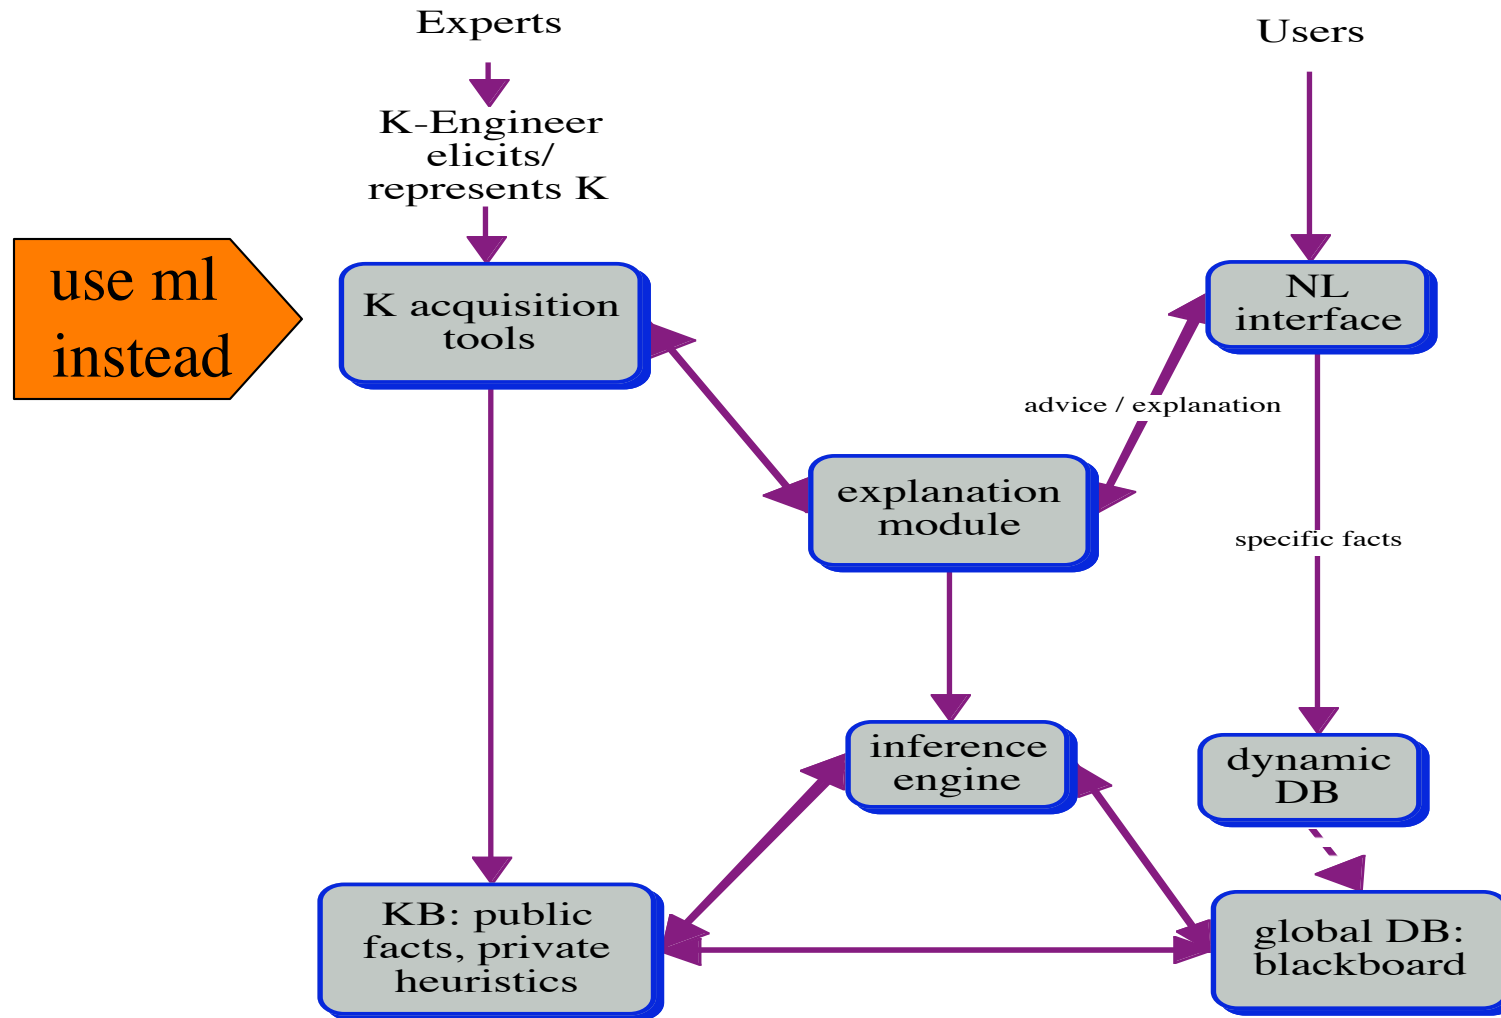 Experts
Users
K-Engineer
elicits/
represents K
use ml
instead
K acquisition
tools
NL
interface
advice / explanation
explanation
module
specific facts
inference
engine
dynamic
DB
KB: public
facts, private
heuristics
global DB:
blackboard